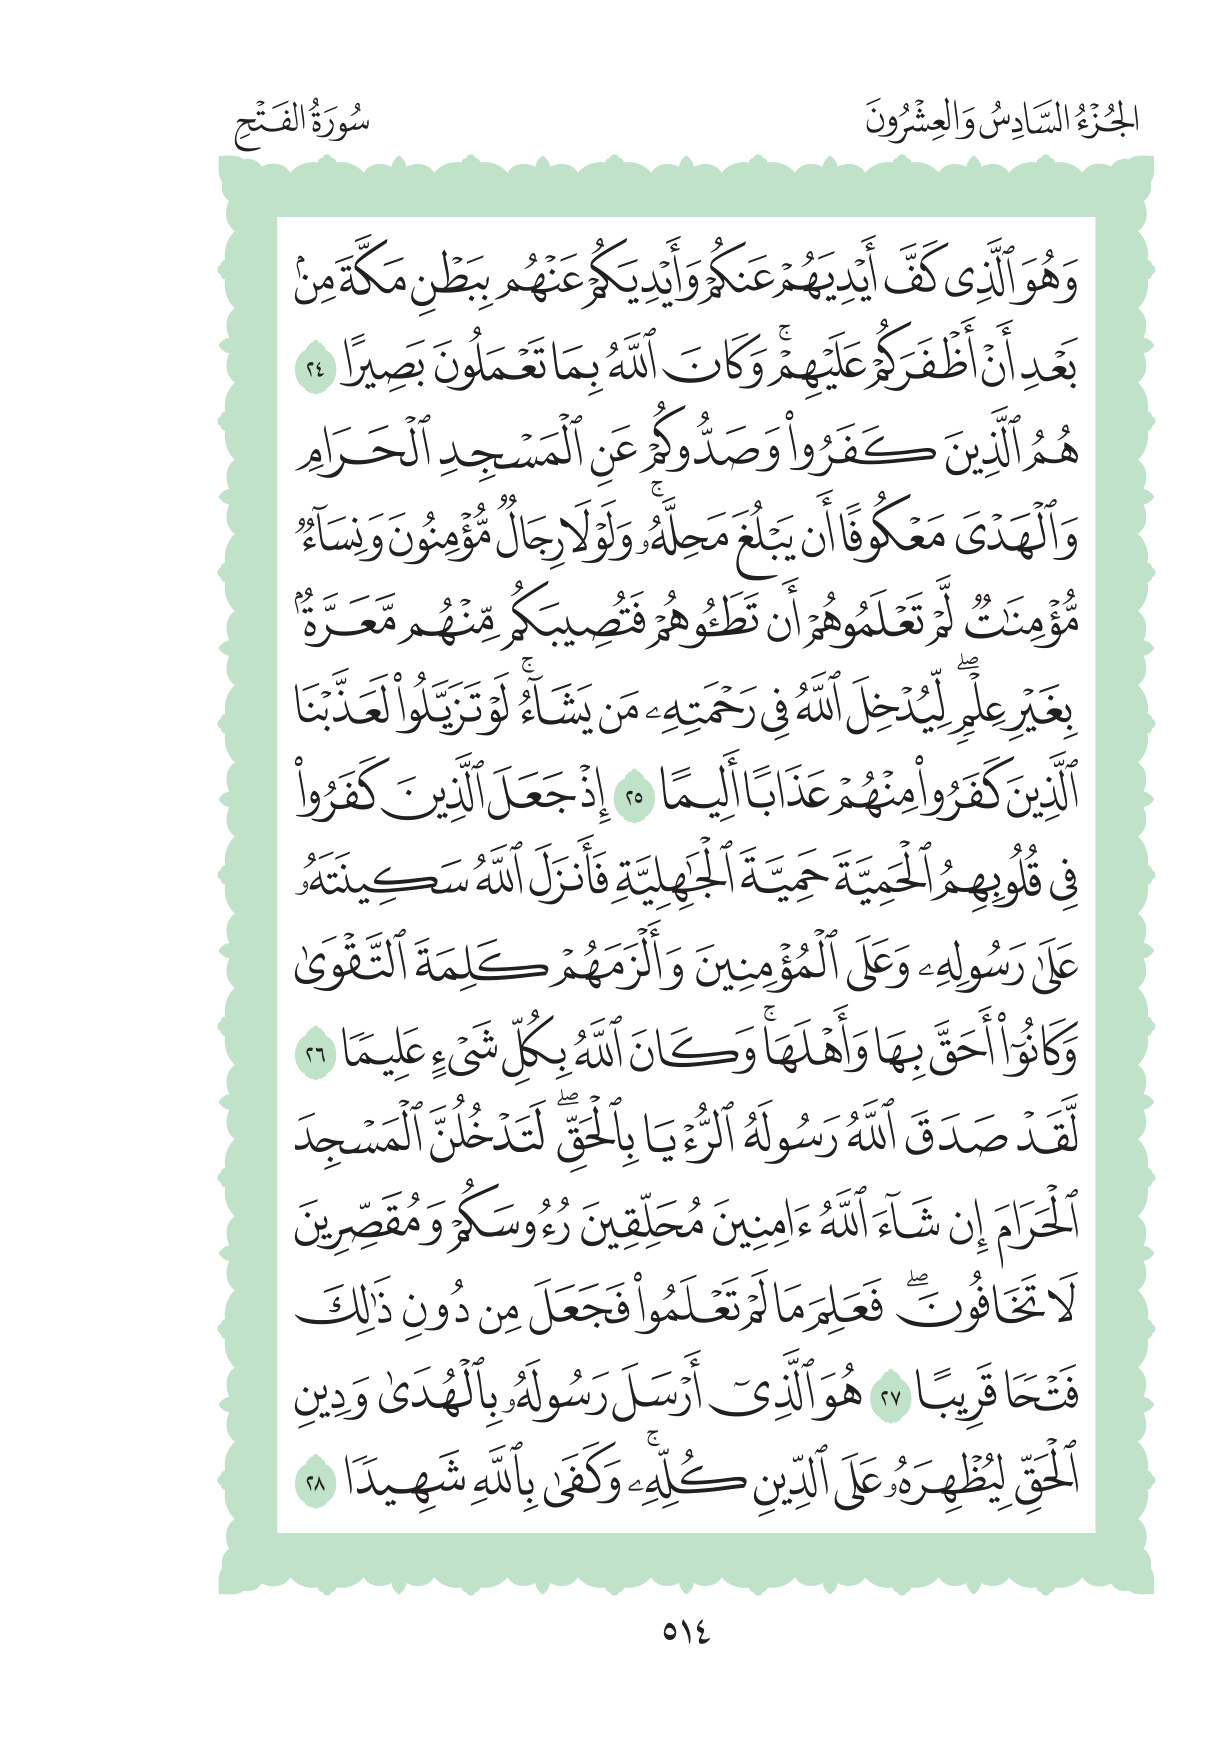 الجُزْءُ السَّادِسُ وَالعِشْرُونَ
سُورَةُ الفَتْحِ
وَهُوَ ٱلَّذِى كَفَّ أَيْدِيَهُمْ عَنكُمْ وَأَيْدِيَكُمْ عَنْهُم بِبَطْنِ مَكَّةَ مِنۢ
بَعْدِ أَنْ أَظْفَرَكُمْ عَلَيْهِمْۚ وَكَانَ ٱللَّهُ بِمَا تَعْمَلُونَ بَصِيرًا ٢٤
هُمُ ٱلَّذِينَ كَفَرُوا۟ وَصَدُّوكُمْ عَنِ ٱلْمَسْجِدِ ٱلْحَرَامِ
وَٱلْهَدْىَ مَعْكُوفًا أَن يَبْلُغَ مَحِلَّهُۥۚ وَلَوْلَا رِجَالٌ مُّؤْمِنُونَ وَنِسَآءٌ
مُّؤْمِنَٰتٌ لَّمْ تَعْلَمُوهُمْ أَن تَطَـُٔوهُمْ فَتُصِيبَكُم مِّنْهُم مَّعَرَّةٌۢ
بِغَيْرِ عِلْمٍۖ لِّيُدْخِلَ ٱللَّهُ فِى رَحْمَتِهِۦ مَن يَشَآءُۚ لَوْ تَزَيَّلُوا۟ لَعَذَّبْنَا
ٱلَّذِينَ كَفَرُوا۟ مِنْهُمْ عَذَابًا أَلِيمًا ٢٥ إِذْ جَعَلَ ٱلَّذِينَ كَفَرُوا۟
فِى قُلُوبِهِمُ ٱلْحَمِيَّةَ حَمِيَّةَ ٱلْجَٰهِلِيَّةِ فَأَنزَلَ ٱللَّهُ سَكِينَتَهُۥ
عَلَىٰ رَسُولِهِۦ وَعَلَى ٱلْمُؤْمِنِينَ وَأَلْزَمَهُمْ كَلِمَةَ ٱلتَّقْوَىٰ
وَكَانُوٓا۟ أَحَقَّ بِهَا وَأَهْلَهَاۚ وَكَانَ ٱللَّهُ بِكُلِّ شَىْءٍ عَلِيمًا ٢٦
لَّقَدْ صَدَقَ ٱللَّهُ رَسُولَهُ ٱلرُّءْيَا بِٱلْحَقِّۖ لَتَدْخُلُنَّ ٱلْمَسْجِدَ
ٱلْحَرَامَ إِن شَآءَ ٱللَّهُ ءَامِنِينَ مُحَلِّقِينَ رُءُوسَكُمْ وَمُقَصِّرِينَ
لَا تَخَافُونَۖ فَعَلِمَ مَا لَمْ تَعْلَمُوا۟ فَجَعَلَ مِن دُونِ ذَٰلِكَ
فَتْحًا قَرِيبًا ٢٧ هُوَ ٱلَّذِىٓ أَرْسَلَ رَسُولَهُۥ بِٱلْهُدَىٰ وَدِينِ
ٱلْحَقِّ لِيُظْهِرَهُۥ عَلَى ٱلدِّينِ كُلِّهِۦۚ وَكَفَىٰ بِٱللَّهِ شَهِيدًا ٢٨
٥١٤